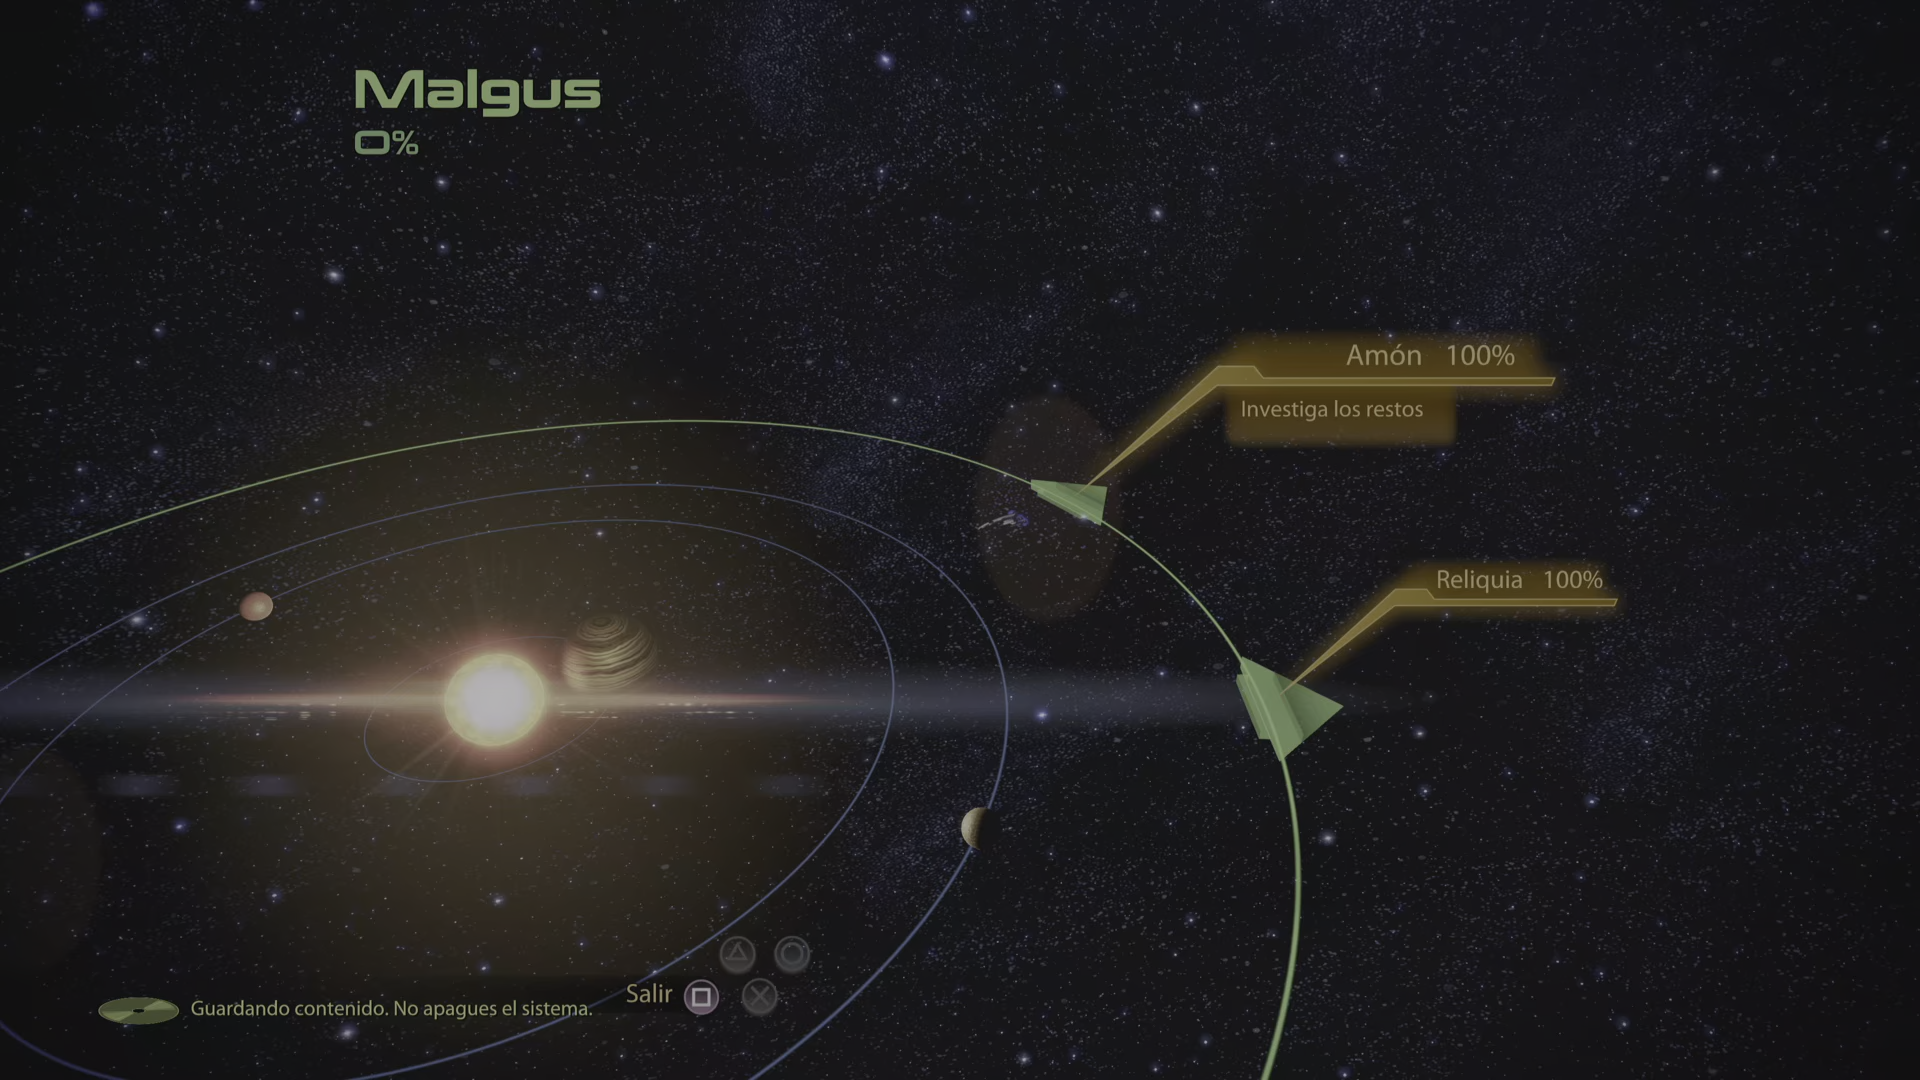 Malgus
0%
Amón 100%
Investiga los restos
Reliquia 100%
Salir
Guardando contenido. No apagues el sistema.